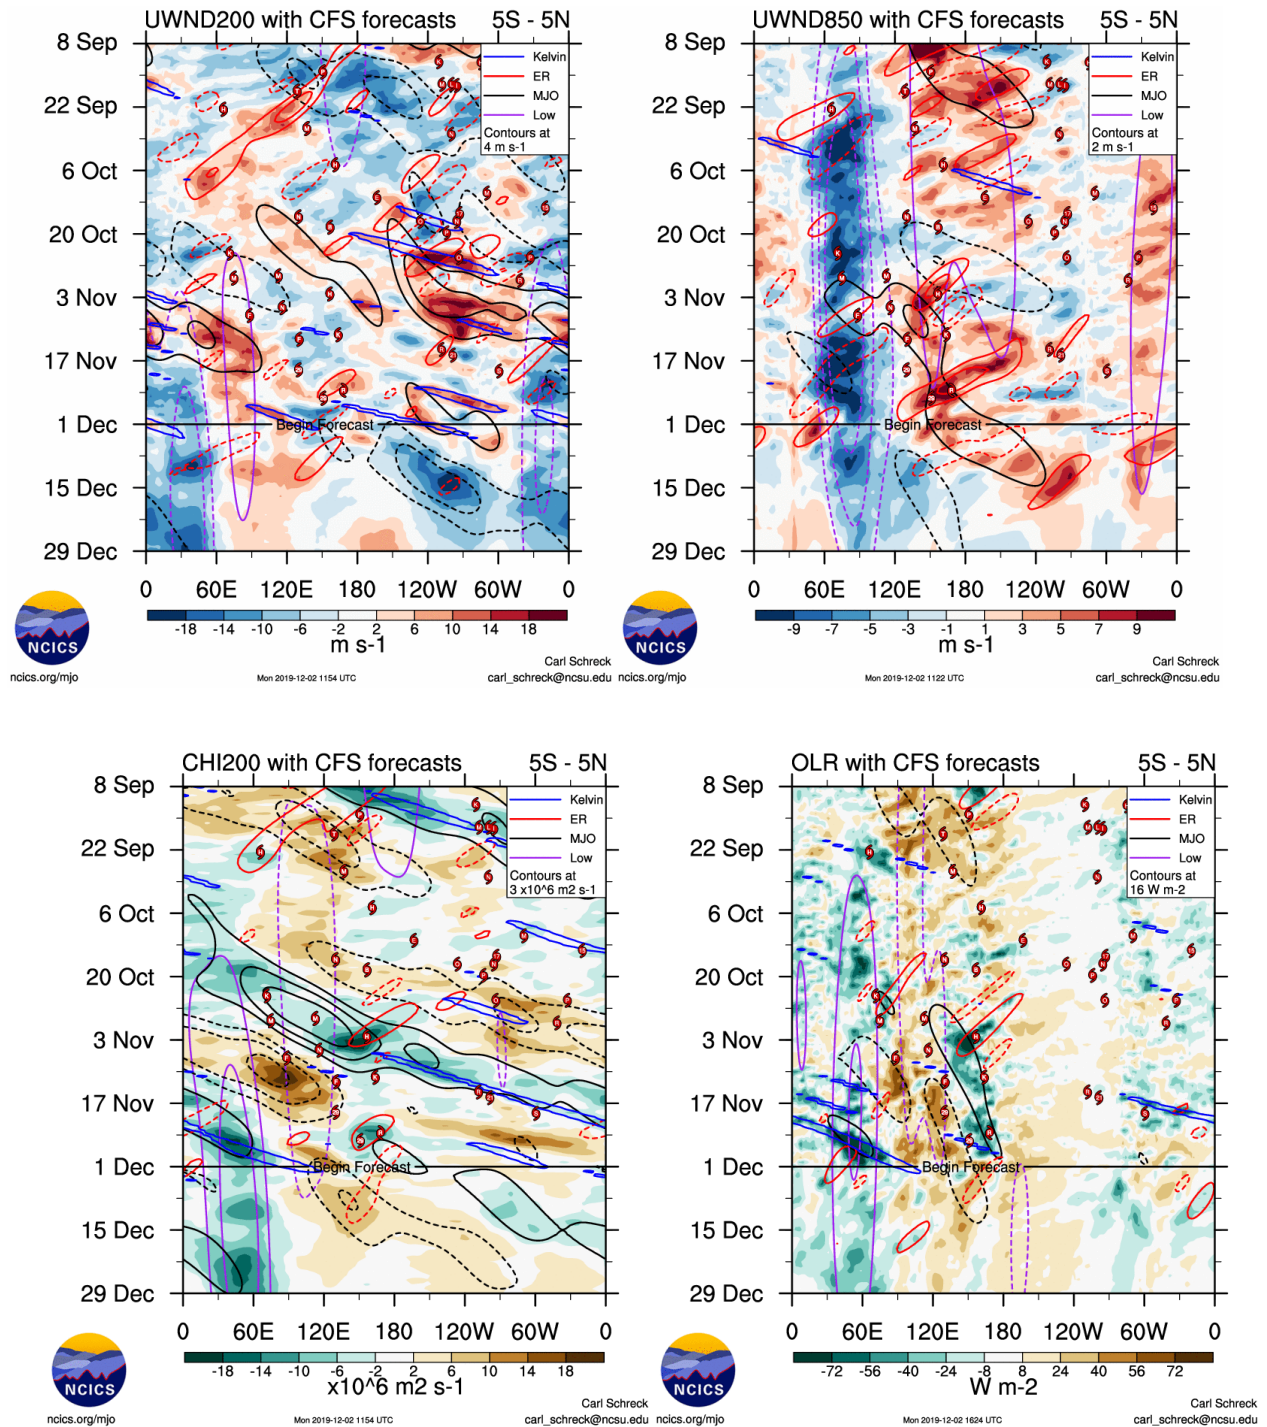 UWND200 with CFS forecasts 5S - 5N
8 Sep
22 Sep
6 Oct
20 Oct
3 Nov
17 Nov
1 Dec
15 Dec
29 Dec
Kelvin
ER
MJO
Low
Contours at
4 m s-1
Begin Forecast
0 60E 120E 180 120W 60W 0
-18 -14 -10 -6 -2 2 6 10 14 18
m s-1
NCICS
ncics.org/mjo
Mon 2019-12-02 1154 UTC
Carl Schreck
carl_schreck@ncsu.edu
UWND850 with CFS forecasts 5S - 5N
8 Sep
22 Sep
6 Oct
20 Oct
3 Nov
17 Nov
1 Dec
15 Dec
29 Dec
Kelvin
ER
MJO
Low
Contours at
2 m s-1
Begin Forecast
0 60E 120E 180 120W 60W 0
-9 -7 -5 -3 -1 1 3 5 7 9
m s-1
NCICS
ncics.org/mjo
Mon 2019-12-02 1122 UTC
Carl Schreck
carl_schreck@ncsu.edu
CHI200 with CFS forecasts 5S - 5N
8 Sep
22 Sep
6 Oct
20 Oct
3 Nov
17 Nov
1 Dec
15 Dec
29 Dec
Kelvin
ER
MJO
Low
Contours at
3 x10^6 m2 s-1
Begin Forecast
0 60E 120E 180 120W 60W 0
-18 -14 -10 -6 -2 2 6 10 14 18
x10^6 m2 s-1
NCICS
ncics.org/mjo
Mon 2019-12-02 1154 UTC
Carl Schreck
carl_schreck@ncsu.edu
OLR with CFS forecasts 5S - 5N
8 Sep
22 Sep
6 Oct
20 Oct
3 Nov
17 Nov
1 Dec
15 Dec
29 Dec
Kelvin
ER
MJO
Low
Contours at
16 W m-2
Begin Forecast
0 60E 120E 180 120W 60W 0
-72 -56 -40 -24 -8 8 24 40 56 72
W m-2
NCICS
ncics.org/mjo
Mon 2019-12-02 1624 UTC
Carl Schreck
carl_schreck@ncsu.edu